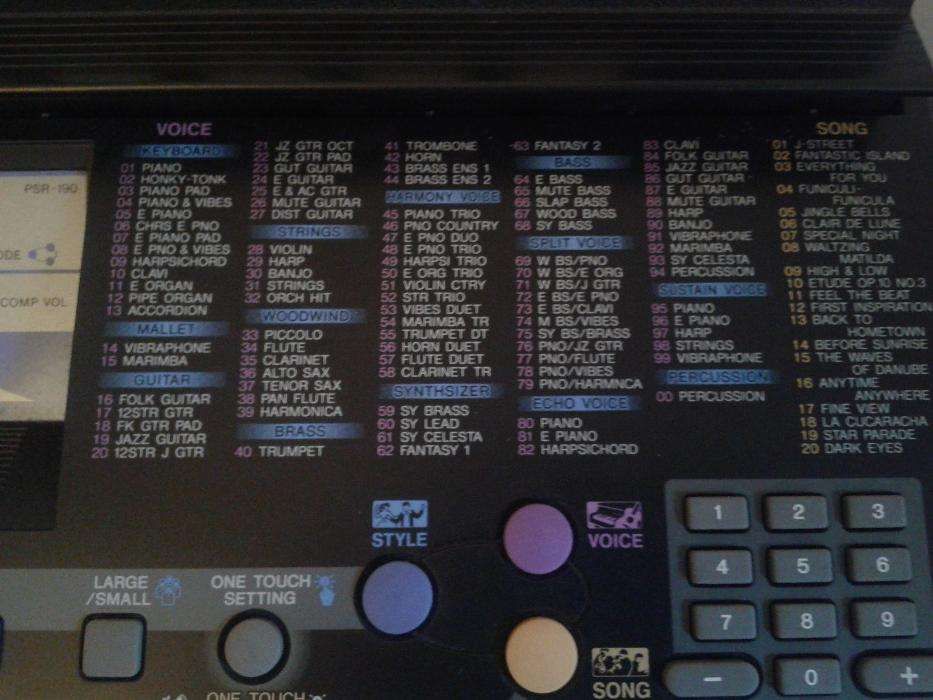 VOICE
KEYBOARD
01 PIANO
02 HONKY-TONK
03 PIANO PAD
04 PIANO & VIBES
05 E PIANO
06 CHRS E PNO
07 E PIANO PAD
08 E PNO & VIBES
09 HARPSICHORD
10 CLAVI
11 E ORGAN
12 PIPE ORGAN
13 ACCORDION
MALLET
14 VIBRAPHONE
15 MARIMBA
GUITAR
16 FOLK GUITAR
17 12STR GTR
18 FK GTR PAD
19 JAZZ GUITAR
20 12STR J GTR
21 JZ GTR OCT
22 JZ GTR PAD
23 GUT GUITAR
24 E GUITAR
25 E & AC GTR
26 MUTE GUITAR
27 DIST GUITAR
STRINGS
28 VIOLIN
29 HARP
30 BANJO
31 STRINGS
32 ORCH HIT
WOODWIND
33 PICCOLO
34 FLUTE
35 CLARINET
36 ALTO SAX
37 TENOR SAX
38 PAN FLUTE
39 HARMONICA
BRASS
40 TRUMPET
41 TROMBONE
42 HORN
43 BRASS ENS 1
44 BRASS ENS 2
HARMONY VOICE
45 PIANO TRIO
46 PNO COUNTRY
47 E PNO DUO
48 E PNO TRIO
49 HARPSI TRIO
50 E ORG TRIO
51 VIOLIN CTRY
52 STR TRIO
53 VIBES DUET
54 MARIMBA TR
55 TRUMPET DT
56 HORN DUET
57 FLUTE DUET
58 CLARINET TR
SYNTHSIZER
59 SY BRASS
60 SY LEAD
61 SY CELESTA
62 FANTASY 1
63 FANTASY 2
BASS
64 E BASS
65 MUTE BASS
66 SLAP BASS
67 WOOD BASS
68 SY BASS
SPLIT VOICE
69 W BS/PNO
70 W BS/E ORG
71 W BS/J GTR
72 E BS/E PNO
73 E BS/CLAVI
74 M BS/VIBES
75 SY BS/BRASS
76 PNO/JZ GTR
77 PNO/FLUTE
78 PNO/VIBES
79 PNO/HARMNCA
ECHO VOICE
80 PIANO
81 E PIANO
82 HARPSICHORD
83 CLAVI
84 FOLK GUITAR
85 JAZZ GUITAR
86 GUT GUITAR
87 E GUITAR
88 MUTE GUITAR
89 HARP
90 BANJO
91 VIBRAPHONE
92 MARIMBA
93 SY CELESTA
94 PERCUSSION
SUSTAIN VOICE
95 PIANO
96 E PIANO
97 HARP
98 STRINGS
99 VIBRAPHONE
PERCUSSION
00 PERCUSSION
SONG
01 J-STREET
02 FANTASTIC ISLAND
03 EVERYTHING
FOR YOU
04 FUNICULI-
FUNICULA
05 JINGLE BELLS
06 CLAIR DE LUNE
07 SPECIAL NIGHT
08 WALTZING
MATILDA
09 HIGH & LOW
10 ETUDE OP.10 NO.3
11 FEEL THE BEAT
12 FIRST INSPIRATION
13 BACK TO
HOMETOWN
14 BEFORE SUNRISE
15 THE WAVES
OF DANUBE
16 ANYTIME
ANYWHERE
17 FINE VIEW
18 LA CUCARACHA
19 STAR PARADE
20 DARK EYES
PSR-190
ODE
COMP VOL
STYLE
VOICE
LARGE
/SMALL
ONE TOUCH
SETTING
SONG
ONE TOUCH
1 2 3
4 5 6
7 8 9
− 0 +